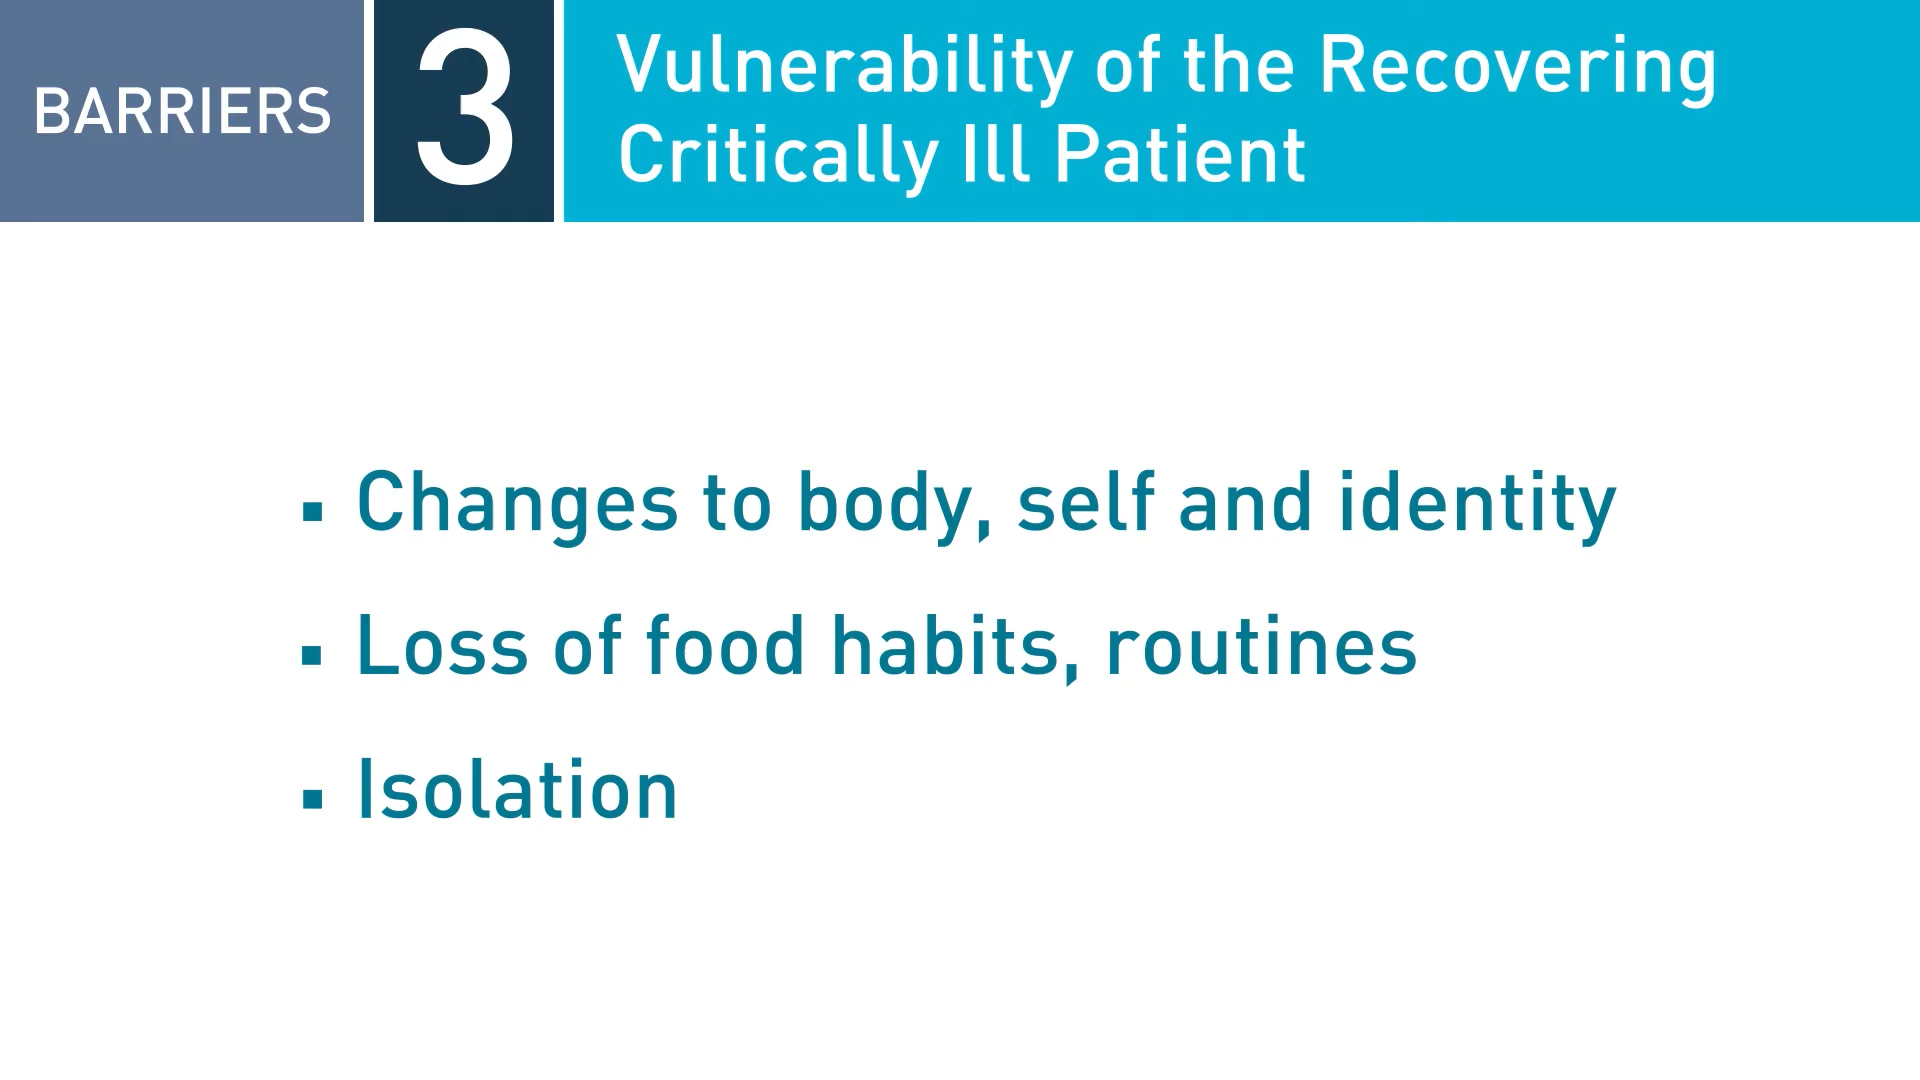 BARRIERS
3
Vulnerability of the Recovering
Critically Ill Patient
▪ Changes to body, self and identity
▪ Loss of food habits, routines
▪ Isolation